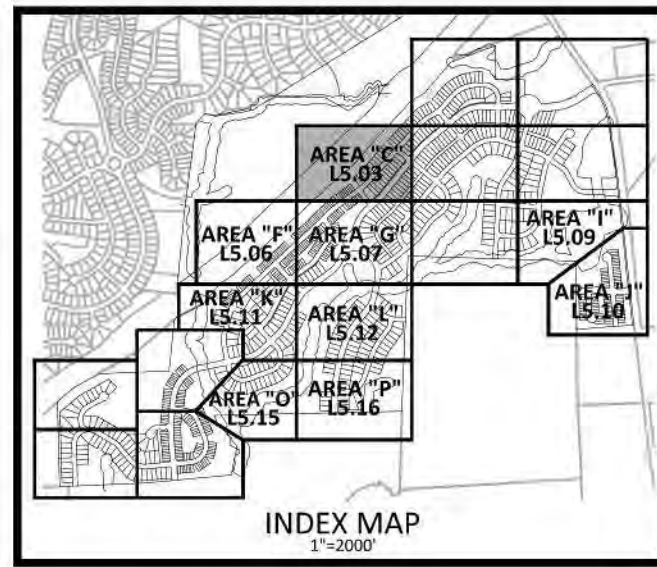 AREA "C"
L5.03
AREA "F"
L5.06
AREA "G"
L5.07
AREA "I"
L5.09
AREA "K"
L5.11
AREA "L"
L5.12
AREA "J"
L5.10
AREA "O"
L5.15
AREA "P"
L5.16
INDEX MAP
1"=2000'